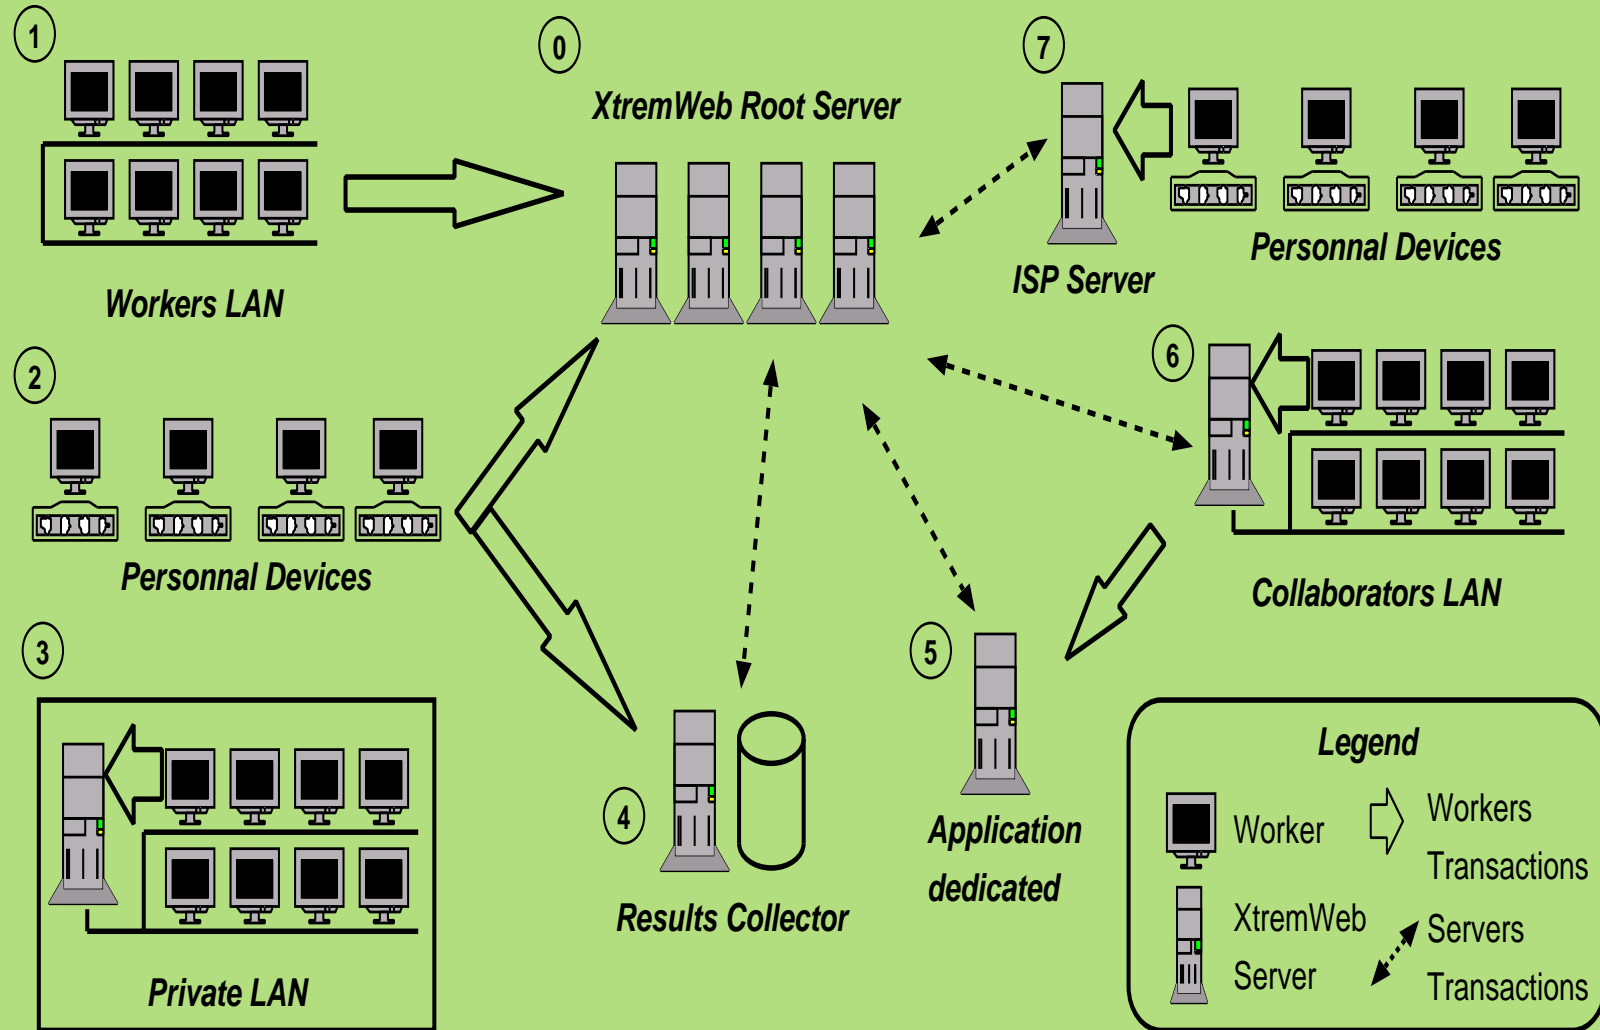 1
0
7
XtremWeb Root Server
Workers LAN
ISP Server
Personnal Devices
2
6
Personnal Devices
Collaborators LAN
3
5
4
Private LAN
Results Collector
Application
dedicated
Legend
Worker
Workers
Transactions
XtremWeb
Server
Servers
Transactions